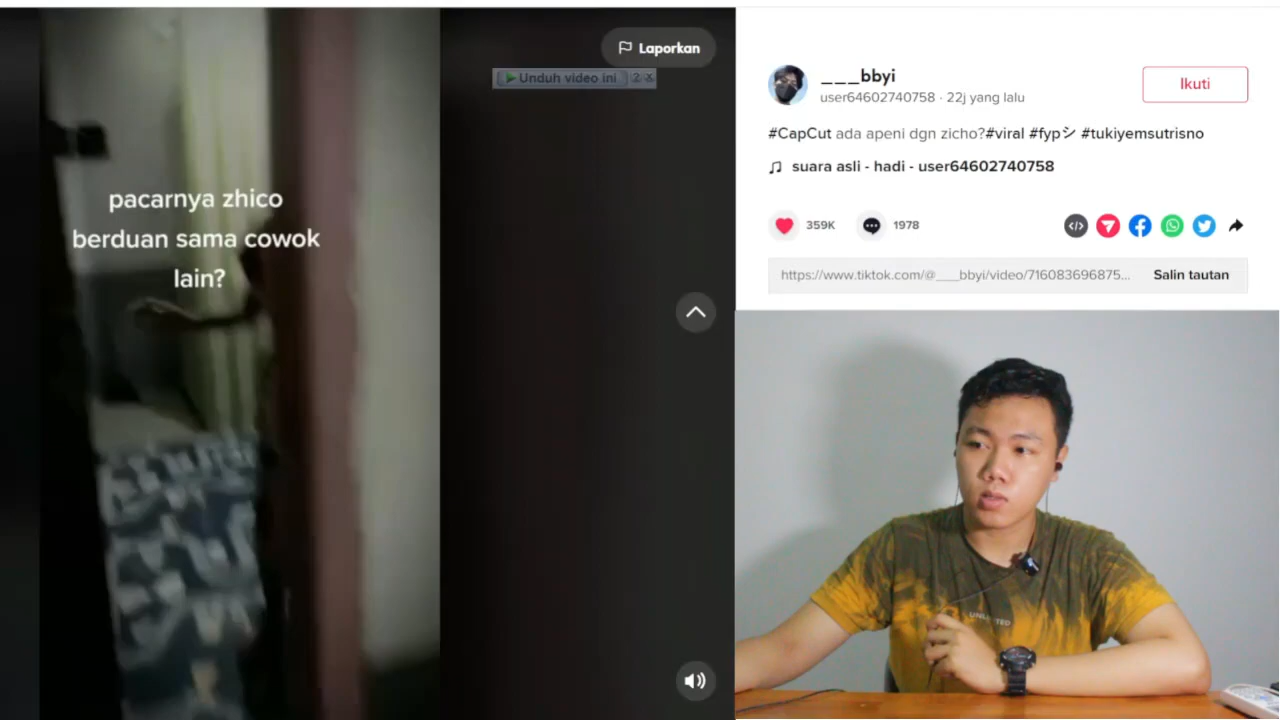 Laporkan
Unduh video ini
?
pacarnya zhico
berduan sama cowok
lain?
___bbyi
user64602740758 · 22j yang lalu
Ikuti
#CapCut ada apeni dgn zicho?#viral #fypシ #tukiyemsutrisno
suara asli - hadi - user64602740758
359K
1978
https://www.tiktok.com/@___bbyi/video/716083696875...
Salin tautan